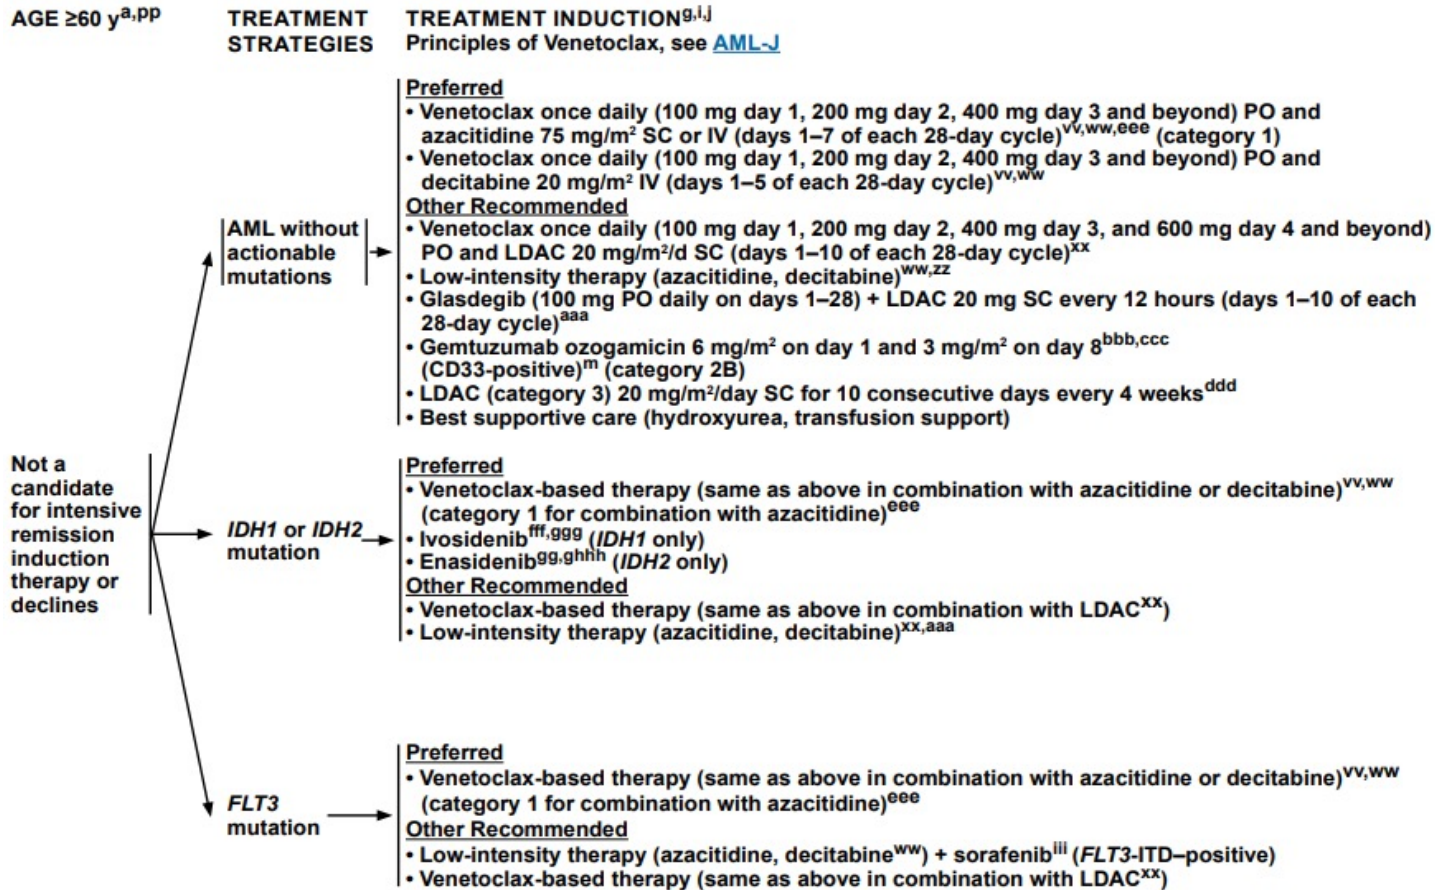 AGE ≥60 y^a,pp
TREATMENT
STRATEGIES
TREATMENT INDUCTION^g,i,j
Principles of Venetoclax, see AML-J
Not a
candidate
for intensive
remission
induction
therapy or
declines
AML without
actionable
mutations
Preferred
• Venetoclax once daily (100 mg day 1, 200 mg day 2, 400 mg day 3 and beyond) PO and
azacitidine 75 mg/m² SC or IV (days 1–7 of each 28-day cycle)^vv,ww,eee (category 1)
• Venetoclax once daily (100 mg day 1, 200 mg day 2, 400 mg day 3 and beyond) PO and
decitabine 20 mg/m² IV (days 1–5 of each 28-day cycle)^vv,ww
Other Recommended
• Venetoclax once daily (100 mg day 1, 200 mg day 2, 400 mg day 3, and 600 mg day 4 and beyond)
PO and LDAC 20 mg/m²/d SC (days 1–10 of each 28-day cycle)^xx
• Low-intensity therapy (azacitidine, decitabine)^ww,zz
• Glasdegib (100 mg PO daily on days 1–28) + LDAC 20 mg SC every 12 hours (days 1–10 of each
28-day cycle)^aaa
• Gemtuzumab ozogamicin 6 mg/m² on day 1 and 3 mg/m² on day 8^bbb,ccc
(CD33-positive)^m (category 2B)
• LDAC (category 3) 20 mg/m²/day SC for 10 consecutive days every 4 weeks^ddd
• Best supportive care (hydroxyurea, transfusion support)
IDH1 or IDH2
mutation
Preferred
• Venetoclax-based therapy (same as above in combination with azacitidine or decitabine)^vv,ww
(category 1 for combination with azacitidine)^eee
• Ivosidenib^fff,ggg (IDH1 only)
• Enasidenib^gg,ghhh (IDH2 only)
Other Recommended
• Venetoclax-based therapy (same as above in combination with LDAC^xx)
• Low-intensity therapy (azacitidine, decitabine)^xx,aaa
FLT3
mutation
Preferred
• Venetoclax-based therapy (same as above in combination with azacitidine or decitabine)^vv,ww
(category 1 for combination with azacitidine)^eee
Other Recommended
• Low-intensity therapy (azacitidine, decitabine^ww) + sorafenib^iii (FLT3-ITD–positive)
• Venetoclax-based therapy (same as above in combination with LDAC^xx)